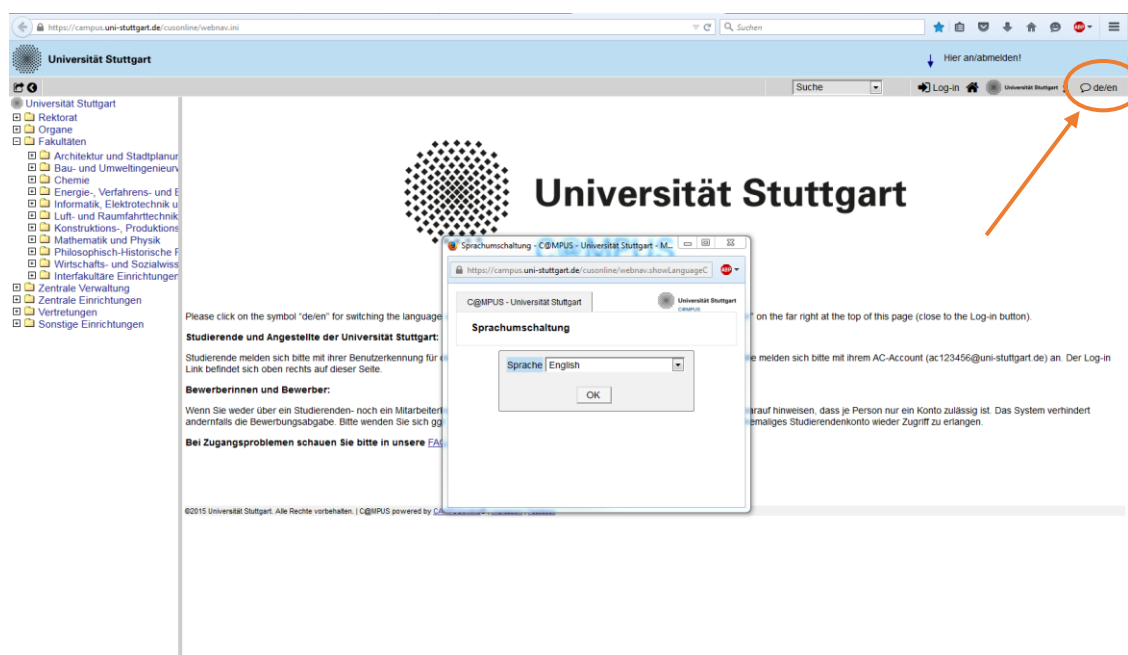 https://campus.uni-stuttgart.de/cusonline/webnav.ini
Suchen
ABP
Universität Stuttgart
Hier an/abmelden!
Suche
Log-in
Universität Stuttgart
de/en
Universität Stuttgart
Rektorat
Organe
Fakultäten
Architektur und Stadtplanur
Bau- und Umweltingenieurv
Chemie
Energie-, Verfahrens- und E
Informatik, Elektrotechnik u
Luft- und Raumfahrttechnik
Konstruktions-, Produktions
Mathematik und Physik
Philosophisch-Historische F
Wirtschafts- und Sozialwiss
Interfakultäre Einrichtungen
Zentrale Verwaltung
Zentrale Einrichtungen
Vertretungen
Sonstige Einrichtungen
Universität Stuttgart
C@MPUS
Sprachumschaltung - C@MPUS - Universität Stuttgart - M...
https://campus.uni-stuttgart.de/cusonline/webnav.showLanguageC
ABP
C@MPUS - Universität Stuttgart
Universität Stuttgart
C@MPUS
Sprachumschaltung
Sprache English
OK
Please click on the symbol "de/en" for switching the language
" on the far right at the top of this page (close to the Log-in button).
Studierende und Angestellte der Universität Stuttgart:
Studierende melden sich bitte mit ihrer Benutzerkennung für
e melden sich bitte mit ihrem AC-Account (ac123456@uni-stuttgart.de) an. Der Log-in
Link befindet sich oben rechts auf dieser Seite.
Bewerberinnen und Bewerber:
Wenn Sie weder über ein Studierenden- noch ein Mitarbeiterk
arauf hinweisen, dass je Person nur ein Konto zulässig ist. Das System verhindert
andernfalls die Bewerbungsabgabe. Bitte wenden Sie sich gg
emaliges Studierendenkonto wieder Zugriff zu erlangen.
Bei Zugangsproblemen schauen Sie bitte in unsere FAQ
©2015 Universität Stuttgart. Alle Rechte vorbehalten. | C@MPUS powered by